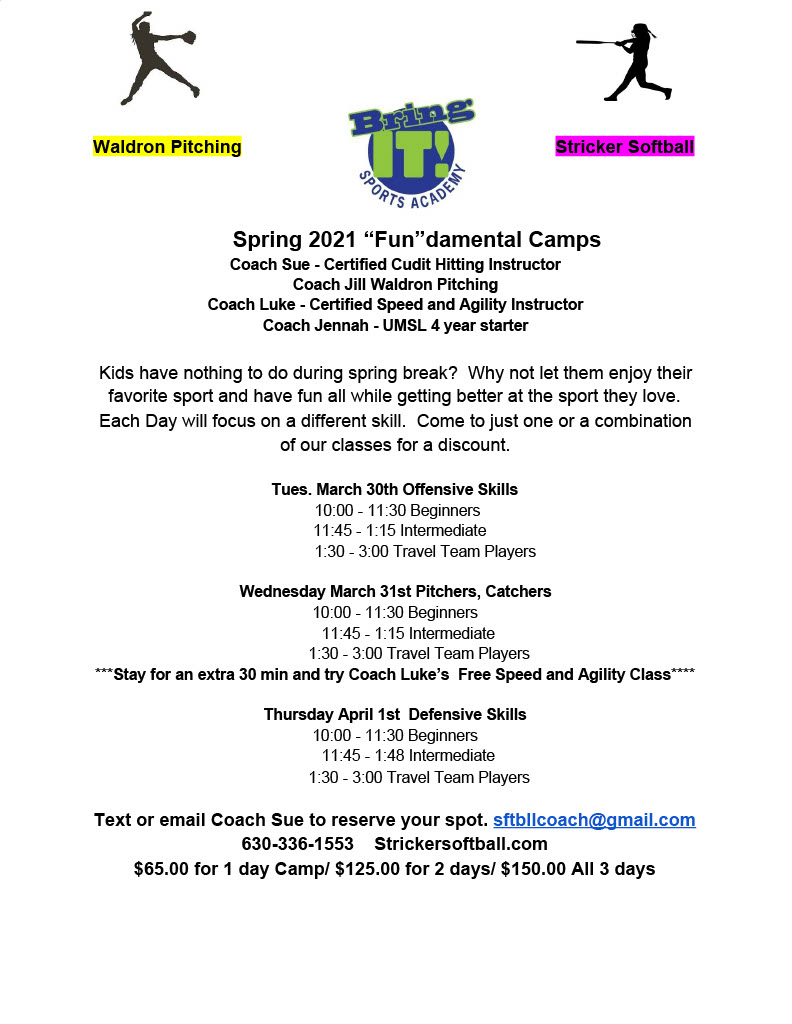 Bring
IT!
SPORTS ACADEMY
Waldron Pitching
Stricker Softball
Spring 2021 “Fun”damental Camps
Coach Sue - Certified Cudit Hitting Instructor
Coach Jill Waldron Pitching
Coach Luke - Certified Speed and Agility Instructor
Coach Jennah - UMSL 4 year starter
Kids have nothing to do during spring break?  Why not let them enjoy their
favorite sport and have fun all while getting better at the sport they love.
Each Day will focus on a different skill.  Come to just one or a combination
of our classes for a discount.
Tues. March 30th Offensive Skills
10:00 - 11:30 Beginners
11:45 - 1:15 Intermediate
1:30 - 3:00 Travel Team Players
Wednesday March 31st Pitchers, Catchers
10:00 - 11:30 Beginners
11:45 - 1:15 Intermediate
1:30 - 3:00 Travel Team Players
***Stay for an extra 30 min and try Coach Luke’s  Free Speed and Agility Class****
Thursday April 1st  Defensive Skills
10:00 - 11:30 Beginners
11:45 - 1:48 Intermediate
1:30 - 3:00 Travel Team Players
Text or email Coach Sue to reserve your spot. sftbllcoach@gmail.com
630-336-1553    Strickersoftball.com
$65.00 for 1 day Camp/ $125.00 for 2 days/ $150.00 All 3 days